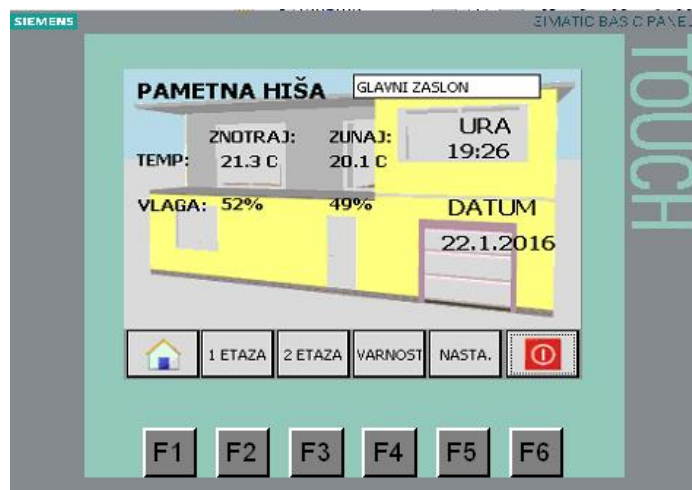 SIEMENS
SIMATIC BASIC PANEL
TOUCH
PAMETNA HIŠA
GLAVNI ZASLON
ZNOTRAJ: ZUNAJ:
URA
TEMP: 21.3 C 20.1 C
19:26
VLAGA: 52% 49%
DATUM
22.1.2016
1 ETAZA 2 ETAZA VARNOST NASTA.
F1 F2 F3 F4 F5 F6